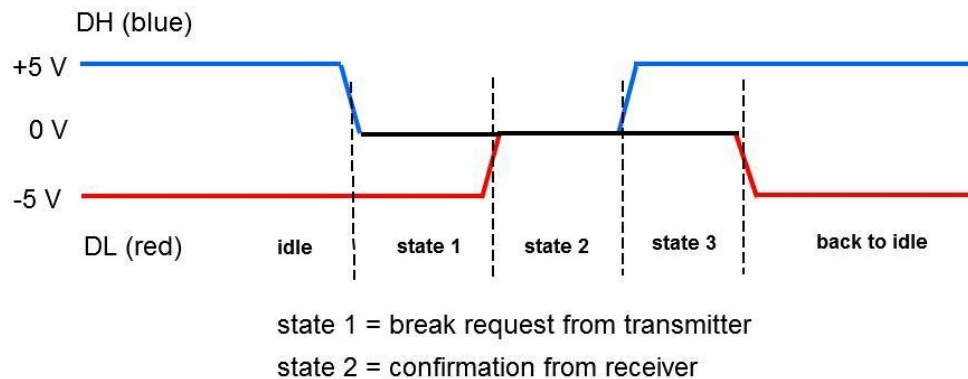 DH (blue)
+5 V
0 V
-5 V
DL (red)
idle
state 1
state 2
state 3
back to idle
state 1 = break request from transmitter
state 2 = confirmation from receiver